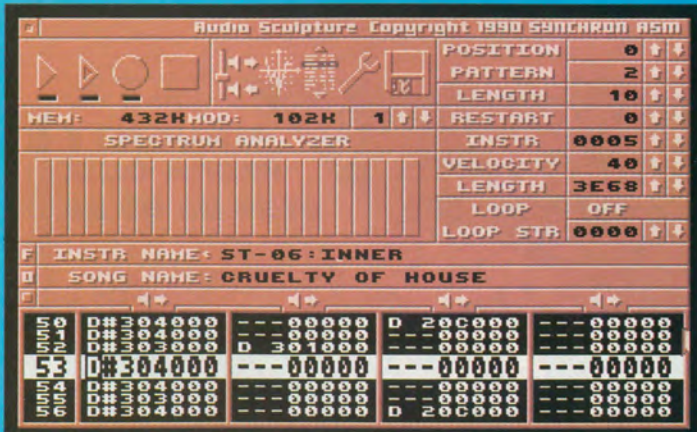 Audio Sculpture Copyright 1990 SYNCHRON ASM
POSITION 0
PATTERN 2
LENGTH 10
MEM: 432K MOD: 102K 1 RESTART 0
SPECTRUM ANALYZER INSTR 0005
VELOCITY 40
LENGTH 3E68
LOOP OFF
LOOP STR 0000
F INSTR NAME: ST-06:INNER
SONG NAME: CRUELTY OF HOUSE
50 D#304000 ---00000 D 20C000 ---00000
51 D#304000 ---00000 ---00000 ---00000
52 D#303000 D 301000 ---00000 ---00000
53 D#304000 ---00000 ---00000 ---00000
54 D#304000 ---00000 ---00000 ---00000
55 D#303000 ---00000 ---00000 ---00000
56 D#304000 ---00000 D 20C000 ---00000